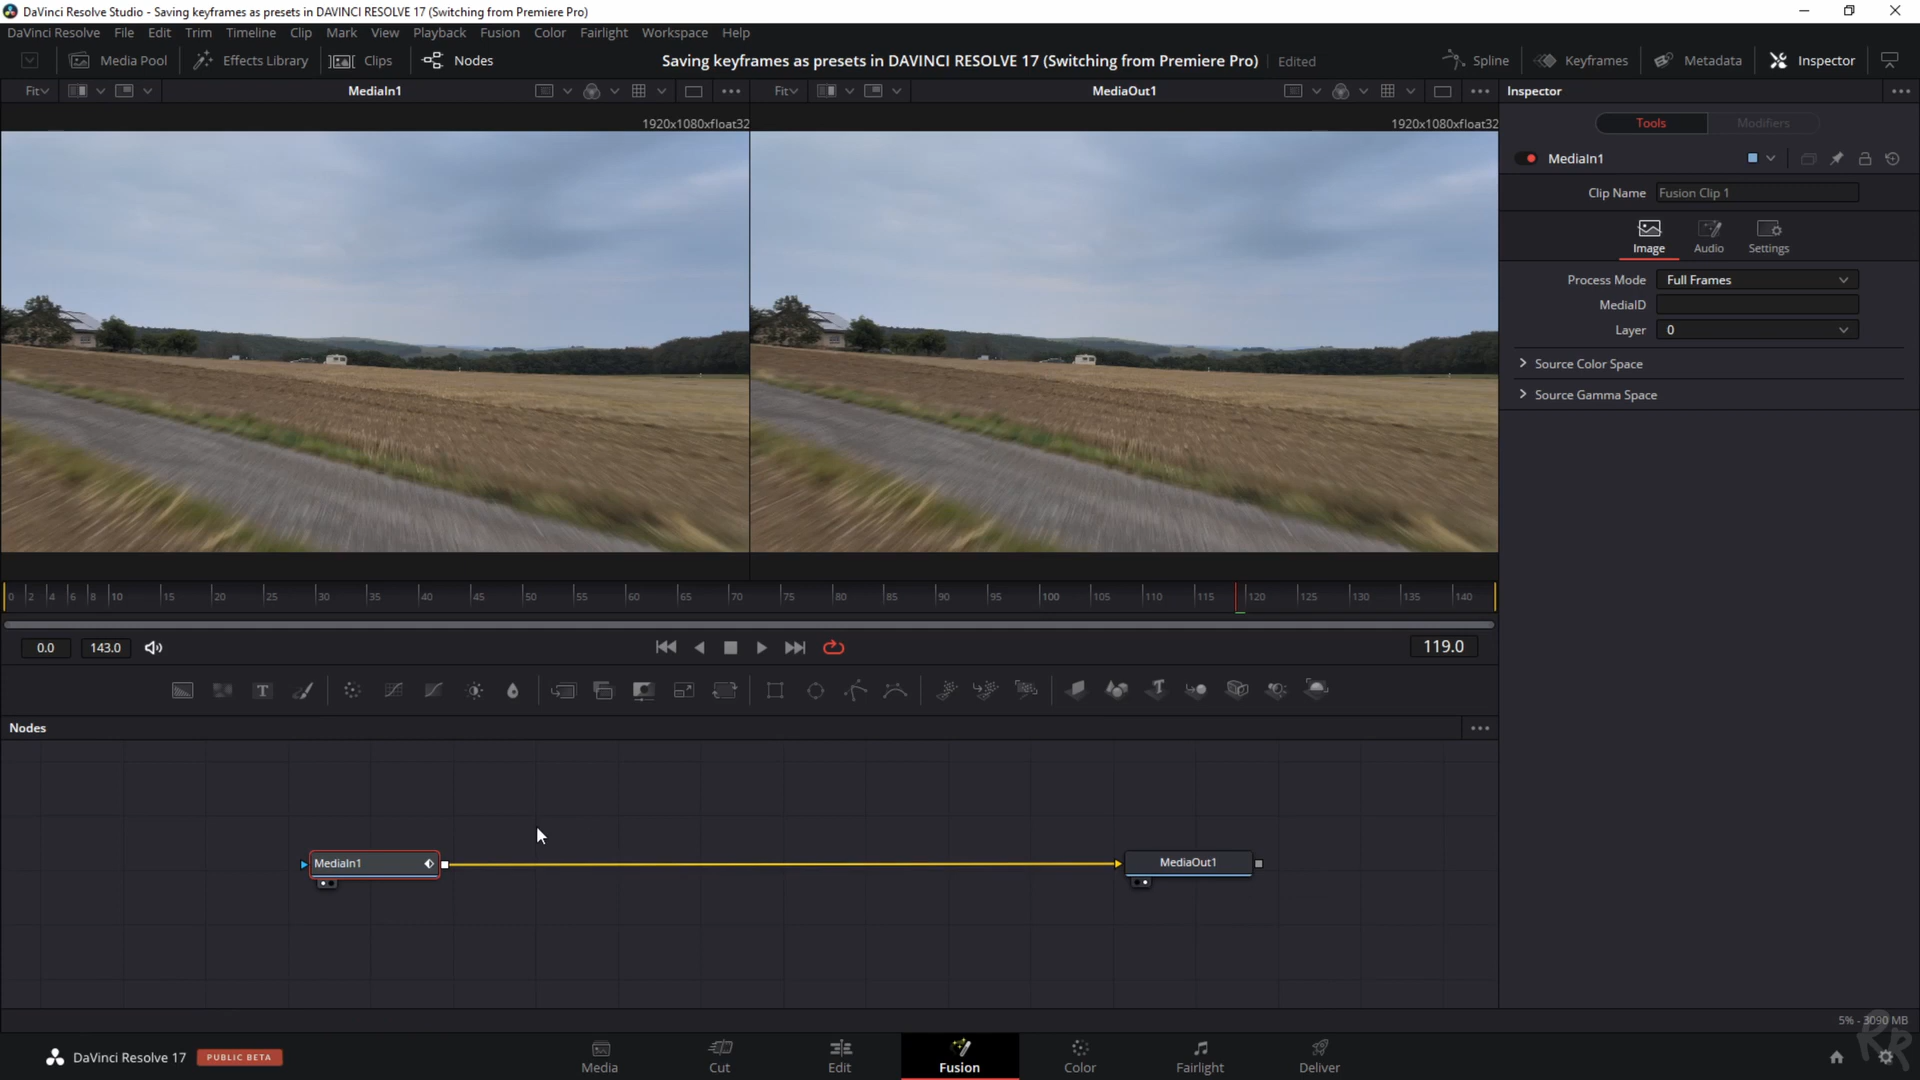 DaVinci Resolve Studio - Saving keyframes as presets in DAVINCI RESOLVE 17 (Switching from Premiere Pro)
DaVinci Resolve File Edit Trim Timeline Clip Mark View Playback Fusion Color Fairlight Workspace Help
Media Pool Effects Library Clips Nodes Saving keyframes as presets in DAVINCI RESOLVE 17 (Switching from Premiere Pro) Edited Spline Keyframes Metadata Inspector
Fit MediaIn1 Fit MediaOut1 Inspector
1920x1080xfloat32 1920x1080xfloat32
Tools Modifiers
MediaIn1
Clip Name Fusion Clip 1
Image Audio Settings
Process Mode Full Frames
MediaID
Layer 0
Source Color Space
Source Gamma Space
0 2 4 6 8 10 15 20 25 30 35 40 45 50 55 60 65 70 75 80 85 90 95 100 105 110 115 120 125 130 135 140
0.0 143.0 119.0
Nodes
MediaIn1 MediaOut1
5% - 3090 MB
DaVinci Resolve 17 PUBLIC BETA Media Cut Edit Fusion Color Fairlight Deliver
RR